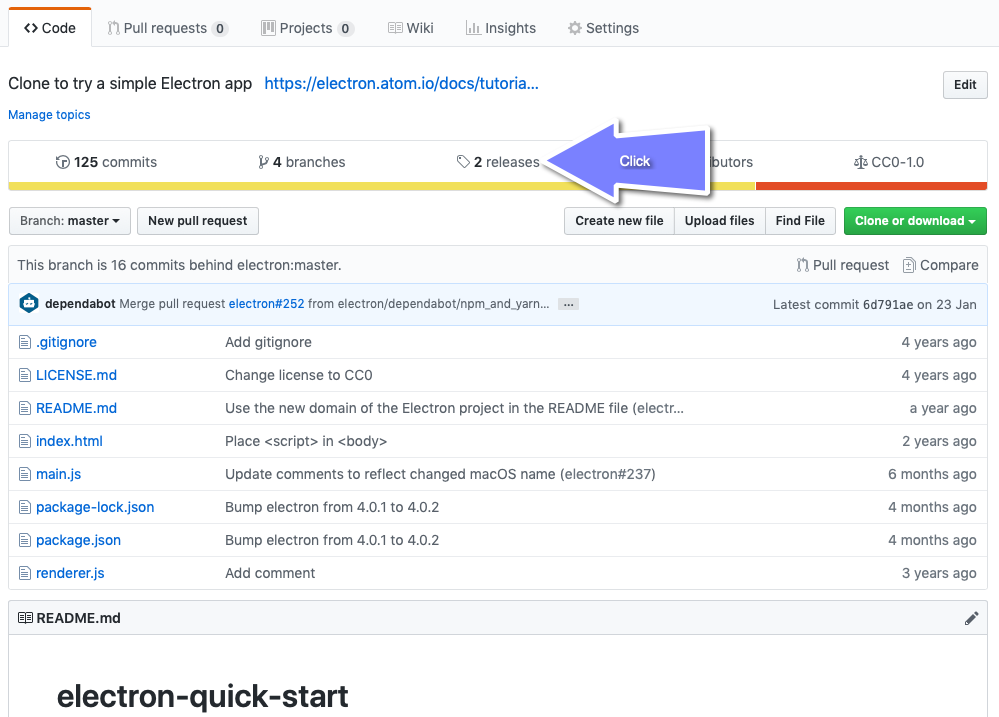 Code Pull requests 0 Projects 0 Wiki Insights Settings
Clone to try a simple Electron app https://electron.atom.io/docs/tutoria...
Edit
Manage topics
125 commits 4 branches 2 releases Click butors CC0-1.0
Branch: master New pull request Create new file Upload files Find File Clone or download
This branch is 16 commits behind electron:master. Pull request Compare
dependabot Merge pull request electron#252 from electron/dependabot/npm_and_yarn... ... Latest commit 6d791ae on 23 Jan
.gitignore Add gitignore 4 years ago
LICENSE.md Change license to CC0 4 years ago
README.md Use the new domain of the Electron project in the README file (electr... a year ago
index.html Place <script> in <body> 2 years ago
main.js Update comments to reflect changed macOS name (electron#237) 6 months ago
package-lock.json Bump electron from 4.0.1 to 4.0.2 4 months ago
package.json Bump electron from 4.0.1 to 4.0.2 4 months ago
renderer.js Add comment 3 years ago
README.md
electron-quick-start